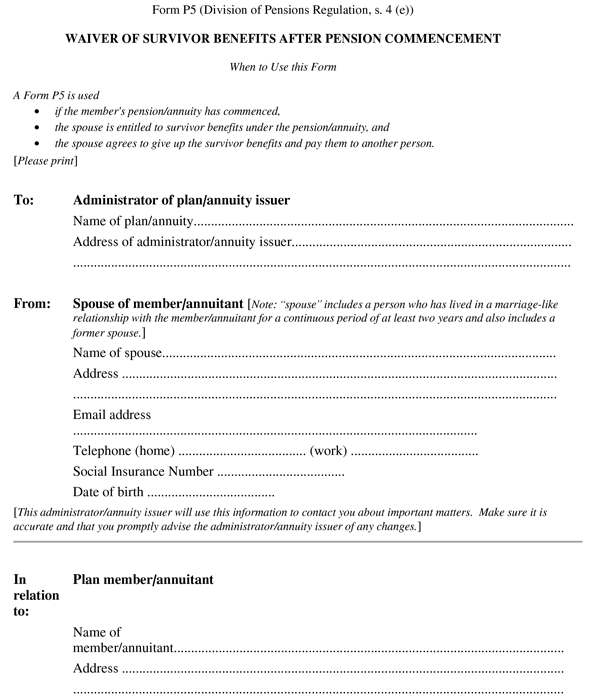 Form P5 (Division of Pensions Regulation, s. 4 (e))
WAIVER OF SURVIVOR BENEFITS AFTER PENSION COMMENCEMENT
When to Use this Form
A Form P5 is used
• if the member's pension/annuity has commenced,
• the spouse is entitled to survivor benefits under the pension/annuity, and
• the spouse agrees to give up the survivor benefits and pay them to another person.
[Please print]
To: Administrator of plan/annuity issuer
Name of plan/annuity.................................................................................................................
Address of administrator/annuity issuer...................................................................................
....................................................................................................................................................
From: Spouse of member/annuitant [Note: “spouse” includes a person who has lived in a marriage-like
relationship with the member/annuitant for a continuous period of at least two years and also includes a
former spouse.]
Name of spouse.....................................................................................................................
Address .................................................................................................................................
................................................................................................................................................
Email address
........................................................................................................................
Telephone (home) ...................................... (work) ......................................
Social Insurance Number ......................................
Date of birth ......................................
[This administrator/annuity issuer will use this information to contact you about important matters. Make sure it is
accurate and that you promptly advise the administrator/annuity issuer of any changes.]
In Plan member/annuitant
relation
to:
Name of
member/annuitant....................................................................................................................
Address ...................................................................................................................................
..................................................................................................................................................